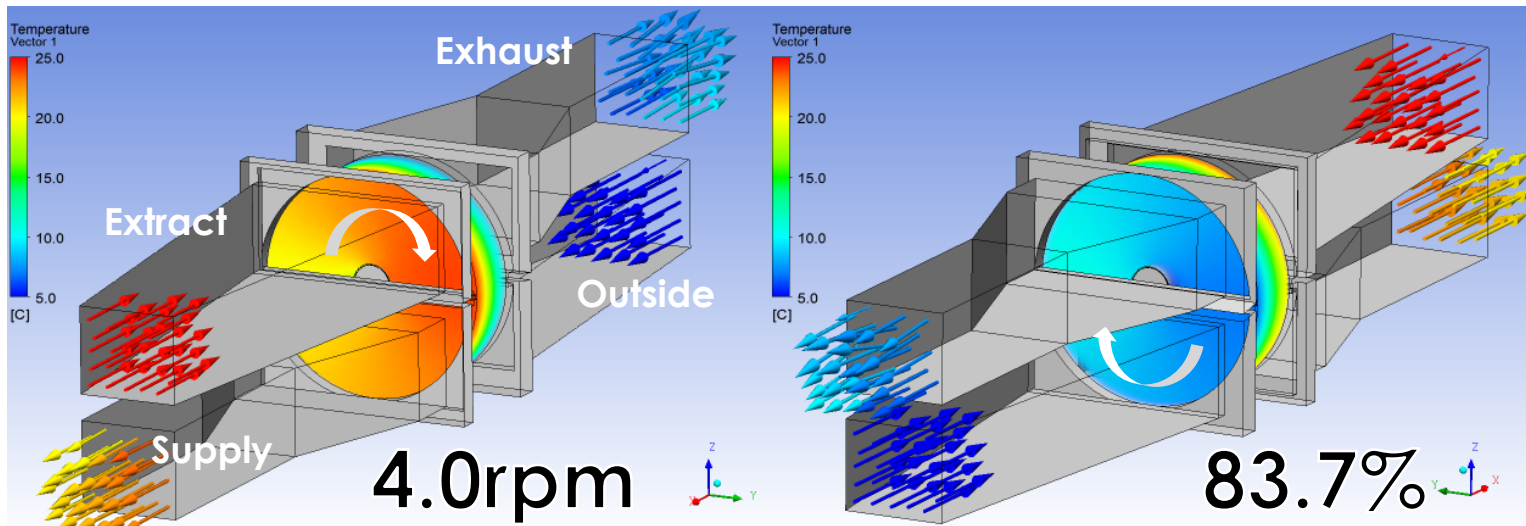 Temperature
Vector 1
25.0
20.0
15.0
10.0
5.0
[C]
Exhaust
Extract
Outside
Supply
4.0rpm
Z
X
Y
Temperature
Vector 1
25.0
20.0
15.0
10.0
5.0
[C]
83.7%
Z
Y
X